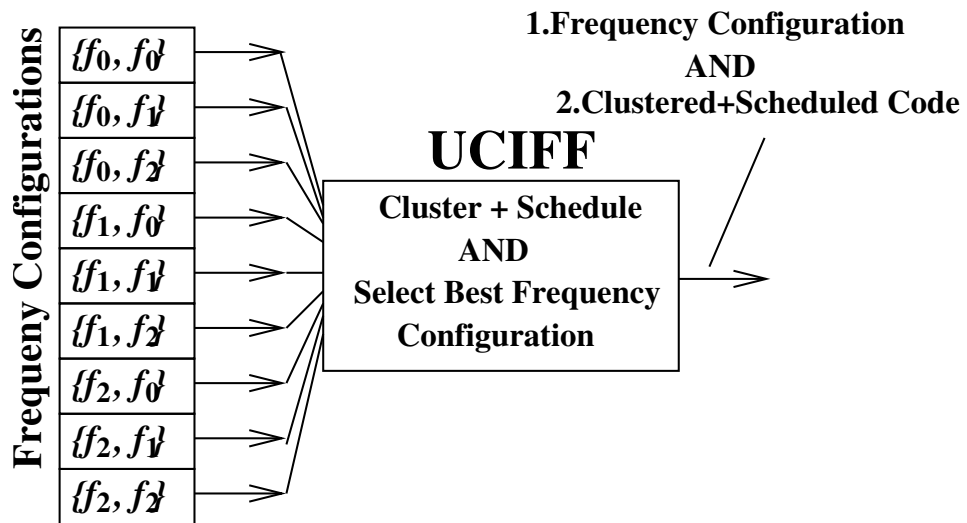 Frequeny Configurations
{f0, f0}
{f0, f1}
{f0, f2}
{f1, f0}
{f1, f1}
{f1, f2}
{f2, f0}
{f2, f1}
{f2, f2}
UCIFF
Cluster + Schedule
AND
Select Best Frequency
Configuration
1.Frequency Configuration
AND
2.Clustered+Scheduled Code